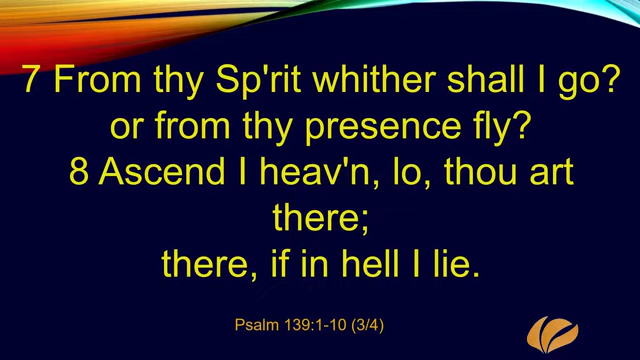 7 From thy Sp'rit whither shall I go?
or from thy presence fly?
8 Ascend I heav'n, lo, thou art
there;
there, if in hell I lie.
Psalm 139:1-10 (3/4)